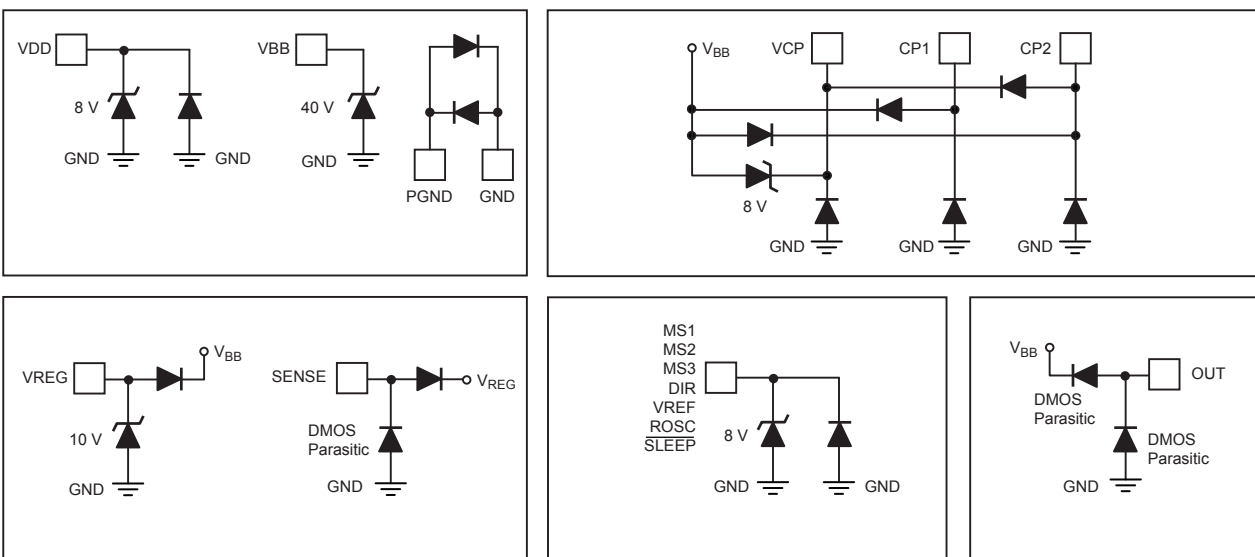 VDD
8 V
GND
GND
VBB
40 V
GND
PGND
GND
VBB
VCP
CP1
CP2
8 V
GND
GND
GND
VREG
VBB
10 V
GND
SENSE
VREG
DMOS
Parasitic
GND
MS1
MS2
MS3
DIR
VREF
ROSC
SLEEP
8 V
GND
GND
VBB
OUT
DMOS
Parasitic
DMOS
Parasitic
GND